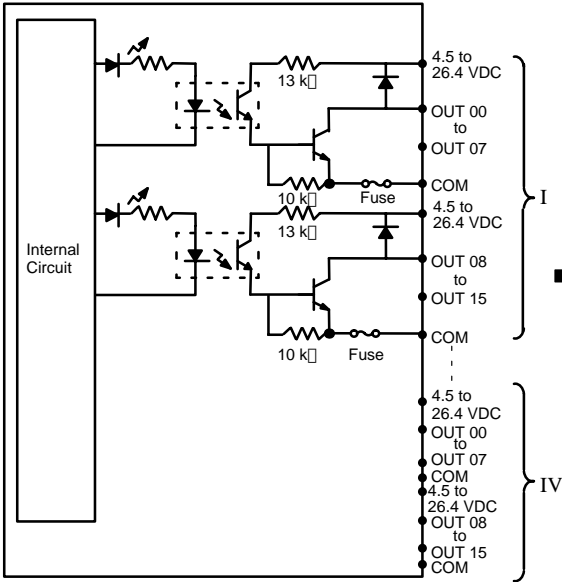 4.5 to
26.4 VDC
13 k▯
OUT 00
to
OUT 07
10 k▯
Fuse
COM
I
4.5 to
26.4 VDC
13 k▯
Internal
Circuit
OUT 08
to
OUT 15
10 k▯
Fuse
COM
4.5 to
26.4 VDC
OUT 00
to
OUT 07
COM
IV
4.5 to
26.4 VDC
OUT 08
to
OUT 15
COM